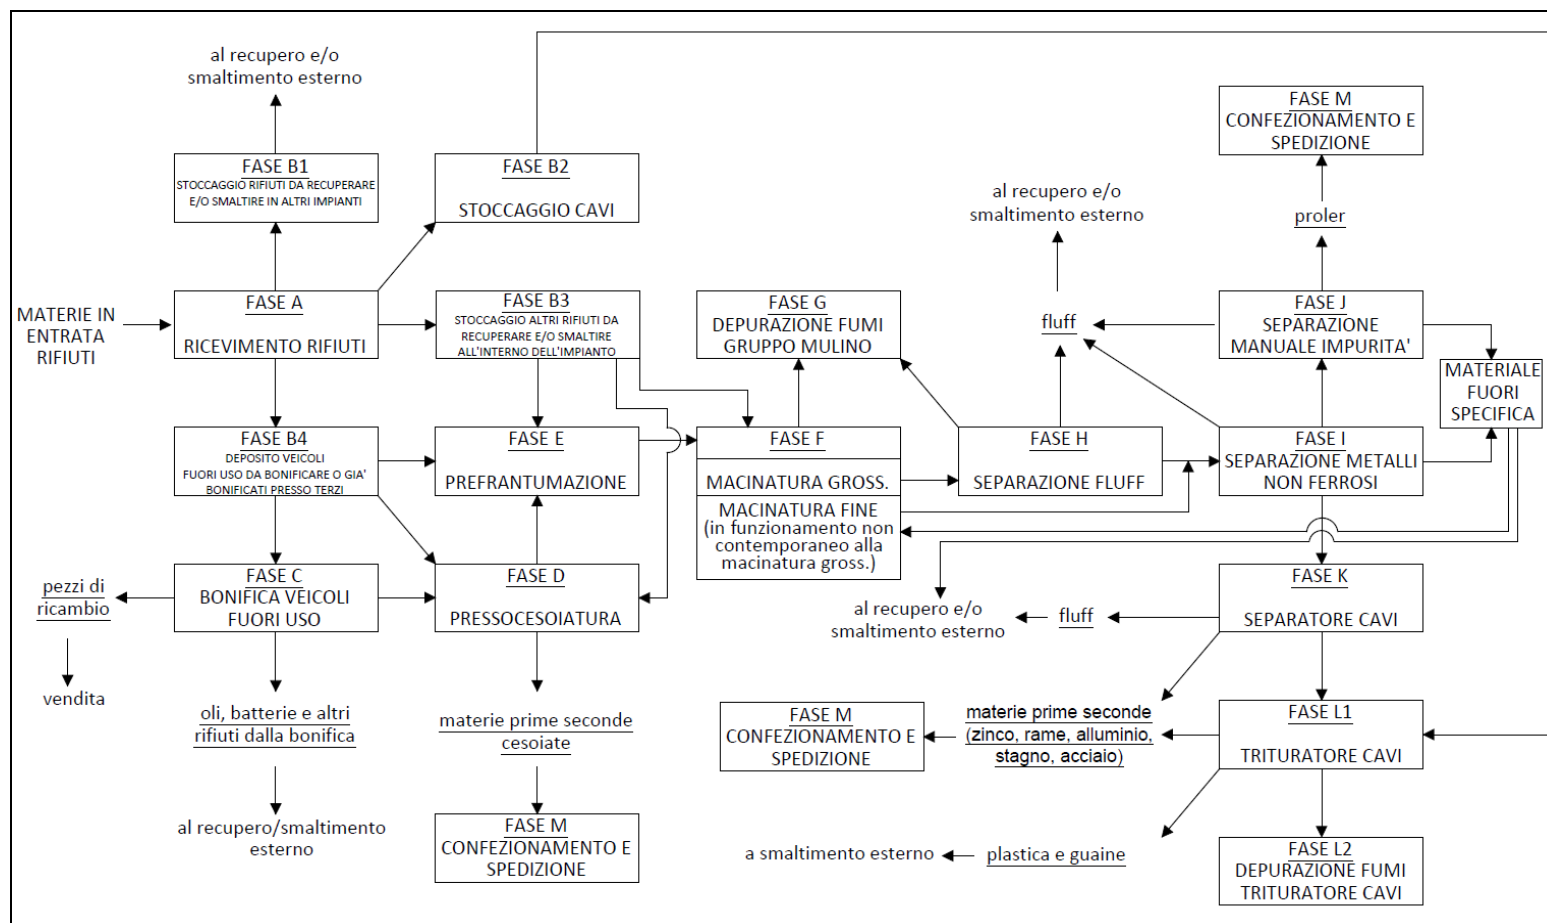 al recupero e/o
smaltimento esterno
FASE M
CONFEZIONAMENTO E
SPEDIZIONE
FASE B1
STOCCAGGIO RIFIUTI DA RECUPERARE
E/O SMALTIRE IN ALTRI IMPIANTI
FASE B2
STOCCAGGIO CAVI
al recupero e/o
smaltimento esterno
proler
MATERIE IN
ENTRATA
RIFIUTI
FASE A
RICEVIMENTO RIFIUTI
FASE B3
STOCCAGGIO ALTRI RIFIUTI DA
RECUPERARE E/O SMALTIRE
ALL'INTERNO DELL'IMPIANTO
FASE G
DEPURAZIONE FUMI
GRUPPO MULINO
fluff
FASE J
SEPARAZIONE
MANUALE IMPURITA'
MATERIALE
FUORI
SPECIFICA
FASE B4
DEPOSITO VEICOLI
FUORI USO DA BONIFICARE O GIA'
BONIFICATI PRESSO TERZI
FASE E
PREFRANTUMAZIONE
FASE F
MACINATURA GROSS.
MACINATURA FINE
(in funzionamento non
contemporaneo alla
macinatura gross.)
FASE H
SEPARAZIONE FLUFF
FASE I
SEPARAZIONE METALLI
NON FERROSI
pezzi di
ricambio
FASE C
BONIFICA VEICOLI
FUORI USO
FASE D
PRESSOCESOIATURA
al recupero e/o
smaltimento esterno
fluff
FASE K
SEPARATORE CAVI
vendita
oli, batterie e altri
rifiuti dalla bonifica
materie prime seconde
cesoiate
FASE M
CONFEZIONAMENTO E
SPEDIZIONE
materie prime seconde
(zinco, rame, alluminio,
stagno, acciaio)
FASE L1
TRITURATORE CAVI
al recupero/smaltimento
esterno
FASE M
CONFEZIONAMENTO E
SPEDIZIONE
a smaltimento esterno
plastica e guaine
FASE L2
DEPURAZIONE FUMI
TRITURATORE CAVI